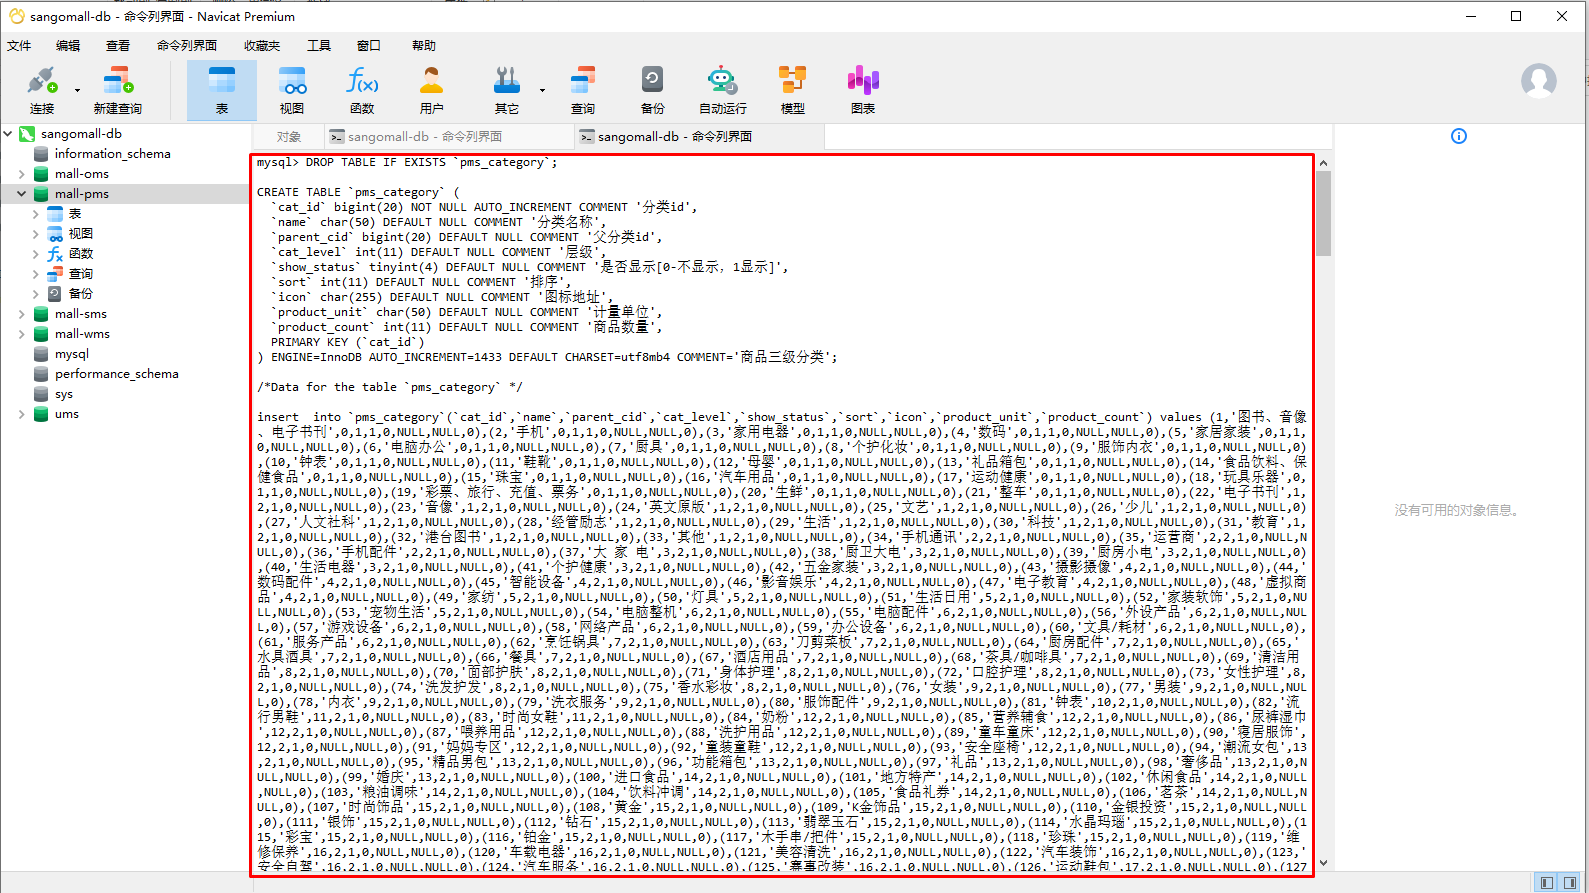 sangomall-db - 命令列界面 - Navicat Premium
文件 编辑 查看 命令列界面 收藏夹 工具 窗口 帮助
连接 新建查询 表 视图 函数 用户 其它 查询 备份 自动运行 模型 图表
sangomall-db
information_schema
mall-oms
mall-pms
表
视图
函数
查询
备份
mall-sms
mall-wms
mysql
performance_schema
sys
ums
对象 sangomall-db - 命令列界面 sangomall-db - 命令列界面
mysql> DROP TABLE IF EXISTS `pms_category`;
CREATE TABLE `pms_category` (
`cat_id` bigint(20) NOT NULL AUTO_INCREMENT COMMENT '分类id',
`name` char(50) DEFAULT NULL COMMENT '分类名称',
`parent_cid` bigint(20) DEFAULT NULL COMMENT '父分类id',
`cat_level` int(11) DEFAULT NULL COMMENT '层级',
`show_status` tinyint(4) DEFAULT NULL COMMENT '是否显示[0-不显示，1显示]',
`sort` int(11) DEFAULT NULL COMMENT '排序',
`icon` char(255) DEFAULT NULL COMMENT '图标地址',
`product_unit` char(50) DEFAULT NULL COMMENT '计量单位',
`product_count` int(11) DEFAULT NULL COMMENT '商品数量',
PRIMARY KEY (`cat_id`)
) ENGINE=InnoDB AUTO_INCREMENT=1433 DEFAULT CHARSET=utf8mb4 COMMENT='商品三级分类';
/*Data for the table `pms_category` */
insert  into `pms_category`(`cat_id`,`name`,`parent_cid`,`cat_level`,`show_status`,`sort`,`icon`,`product_unit`,`product_count`) values (1,'图书、音像
、电子书刊',0,1,1,0,NULL,NULL,0),(2,'手机',0,1,1,0,NULL,NULL,0),(3,'家用电器',0,1,1,0,NULL,NULL,0),(4,'数码',0,1,1,0,NULL,NULL,0),(5,'家居家装',0,1,1,
0,NULL,NULL,0),(6,'电脑办公',0,1,1,0,NULL,NULL,0),(7,'厨具',0,1,1,0,NULL,NULL,0),(8,'个护化妆',0,1,1,0,NULL,NULL,0),(9,'服饰内衣',0,1,1,0,NULL,NULL,0)
,(10,'钟表',0,1,1,0,NULL,NULL,0),(11,'鞋靴',0,1,1,0,NULL,NULL,0),(12,'母婴',0,1,1,0,NULL,NULL,0),(13,'礼品箱包',0,1,1,0,NULL,NULL,0),(14,'食品饮料、保
健食品',0,1,1,0,NULL,NULL,0),(15,'珠宝',0,1,1,0,NULL,NULL,0),(16,'汽车用品',0,1,1,0,NULL,NULL,0),(17,'运动健康',0,1,1,0,NULL,NULL,0),(18,'玩具乐器',0,
1,1,0,NULL,NULL,0),(19,'彩票、旅行、充值、票务',0,1,1,0,NULL,NULL,0),(20,'生鲜',0,1,1,0,NULL,NULL,0),(21,'整车',0,1,1,0,NULL,NULL,0),(22,'电子书刊',1,
2,1,0,NULL,NULL,0),(23,'音像',1,2,1,0,NULL,NULL,0),(24,'英文原版',1,2,1,0,NULL,NULL,0),(25,'文艺',1,2,1,0,NULL,NULL,0),(26,'少儿',1,2,1,0,NULL,NULL,0)
,(27,'人文社科',1,2,1,0,NULL,NULL,0),(28,'经管励志',1,2,1,0,NULL,NULL,0),(29,'生活',1,2,1,0,NULL,NULL,0),(30,'科技',1,2,1,0,NULL,NULL,0),(31,'教育',1,
2,1,0,NULL,NULL,0),(32,'港台图书',1,2,1,0,NULL,NULL,0),(33,'其他',1,2,1,0,NULL,NULL,0),(34,'手机通讯',2,2,1,0,NULL,NULL,0),(35,'运营商',2,2,1,0,NULL,N
ULL,0),(36,'手机配件',2,2,1,0,NULL,NULL,0),(37,'大 家 电',3,2,1,0,NULL,NULL,0),(38,'厨卫大电',3,2,1,0,NULL,NULL,0),(39,'厨房小电',3,2,1,0,NULL,NULL,0)
,(40,'生活电器',3,2,1,0,NULL,NULL,0),(41,'个护健康',3,2,1,0,NULL,NULL,0),(42,'五金家装',3,2,1,0,NULL,NULL,0),(43,'摄影摄像',4,2,1,0,NULL,NULL,0),(44,'
数码配件',4,2,1,0,NULL,NULL,0),(45,'智能设备',4,2,1,0,NULL,NULL,0),(46,'影音娱乐',4,2,1,0,NULL,NULL,0),(47,'电子教育',4,2,1,0,NULL,NULL,0),(48,'虚拟商
品',4,2,1,0,NULL,NULL,0),(49,'家纺',5,2,1,0,NULL,NULL,0),(50,'灯具',5,2,1,0,NULL,NULL,0),(51,'生活日用',5,2,1,0,NULL,NULL,0),(52,'家装软饰',5,2,1,0,NU
LL,NULL,0),(53,'宠物生活',5,2,1,0,NULL,NULL,0),(54,'电脑整机',6,2,1,0,NULL,NULL,0),(55,'电脑配件',6,2,1,0,NULL,NULL,0),(56,'外设产品',6,2,1,0,NULL,NUL
L,0),(57,'游戏设备',6,2,1,0,NULL,NULL,0),(58,'网络产品',6,2,1,0,NULL,NULL,0),(59,'办公设备',6,2,1,0,NULL,NULL,0),(60,'文具/耗材',6,2,1,0,NULL,NULL,0),
(61,'服务产品',6,2,1,0,NULL,NULL,0),(62,'烹饪锅具',7,2,1,0,NULL,NULL,0),(63,'刀剪菜板',7,2,1,0,NULL,NULL,0),(64,'厨房配件',7,2,1,0,NULL,NULL,0),(65,'
水具酒具',7,2,1,0,NULL,NULL,0),(66,'餐具',7,2,1,0,NULL,NULL,0),(67,'酒店用品',7,2,1,0,NULL,NULL,0),(68,'茶具/咖啡具',7,2,1,0,NULL,NULL,0),(69,'清洁用
品',8,2,1,0,NULL,NULL,0),(70,'面部护肤',8,2,1,0,NULL,NULL,0),(71,'身体护理',8,2,1,0,NULL,NULL,0),(72,'口腔护理',8,2,1,0,NULL,NULL,0),(73,'女性护理',8,
2,1,0,NULL,NULL,0),(74,'洗发护发',8,2,1,0,NULL,NULL,0),(75,'香水彩妆',8,2,1,0,NULL,NULL,0),(76,'女装',9,2,1,0,NULL,NULL,0),(77,'男装',9,2,1,0,NULL,NUL
L,0),(78,'内衣',9,2,1,0,NULL,NULL,0),(79,'洗衣服务',9,2,1,0,NULL,NULL,0),(80,'服饰配件',9,2,1,0,NULL,NULL,0),(81,'钟表',10,2,1,0,NULL,NULL,0),(82,'流
行男鞋',11,2,1,0,NULL,NULL,0),(83,'时尚女鞋',11,2,1,0,NULL,NULL,0),(84,'奶粉',12,2,1,0,NULL,NULL,0),(85,'营养辅食',12,2,1,0,NULL,NULL,0),(86,'尿裤湿巾
',12,2,1,0,NULL,NULL,0),(87,'喂养用品',12,2,1,0,NULL,NULL,0),(88,'洗护用品',12,2,1,0,NULL,NULL,0),(89,'童车童床',12,2,1,0,NULL,NULL,0),(90,'寝居服饰',
12,2,1,0,NULL,NULL,0),(91,'妈妈专区',12,2,1,0,NULL,NULL,0),(92,'童装童鞋',12,2,1,0,NULL,NULL,0),(93,'安全座椅',12,2,1,0,NULL,NULL,0),(94,'潮流女包',13
,2,1,0,NULL,NULL,0),(95,'精品男包',13,2,1,0,NULL,NULL,0),(96,'功能箱包',13,2,1,0,NULL,NULL,0),(97,'礼品',13,2,1,0,NULL,NULL,0),(98,'奢侈品',13,2,1,0,N
ULL,NULL,0),(99,'婚庆',13,2,1,0,NULL,NULL,0),(100,'进口食品',14,2,1,0,NULL,NULL,0),(101,'地方特产',14,2,1,0,NULL,NULL,0),(102,'休闲食品',14,2,1,0,NULL
,NULL,0),(103,'粮油调味',14,2,1,0,NULL,NULL,0),(104,'饮料冲调',14,2,1,0,NULL,NULL,0),(105,'食品礼券',14,2,1,0,NULL,NULL,0),(106,'茗茶',14,2,1,0,NULL,N
ULL,0),(107,'时尚饰品',15,2,1,0,NULL,NULL,0),(108,'黄金',15,2,1,0,NULL,NULL,0),(109,'K金饰品',15,2,1,0,NULL,NULL,0),(110,'金银投资',15,2,1,0,NULL,NULL
,0),(111,'银饰',15,2,1,0,NULL,NULL,0),(112,'钻石',15,2,1,0,NULL,NULL,0),(113,'翡翠玉石',15,2,1,0,NULL,NULL,0),(114,'水晶玛瑙',15,2,1,0,NULL,NULL,0),(1
15,'彩宝',15,2,1,0,NULL,NULL,0),(116,'铂金',15,2,1,0,NULL,NULL,0),(117,'木手串/把件',15,2,1,0,NULL,NULL,0),(118,'珍珠',15,2,1,0,NULL,NULL,0),(119,'维
修保养',16,2,1,0,NULL,NULL,0),(120,'车载电器',16,2,1,0,NULL,NULL,0),(121,'美容清洗',16,2,1,0,NULL,NULL,0),(122,'汽车装饰',16,2,1,0,NULL,NULL,0),(123,'
安全自驾',16,2,1,0,NULL,NULL,0),(124,'汽车服务',16,2,1,0,NULL,NULL,0),(125,'赛事改装',16,2,1,0,NULL,NULL,0),(126,'运动鞋包',17,2,1,0,NULL,NULL,0),(127
没有可用的对象信息。